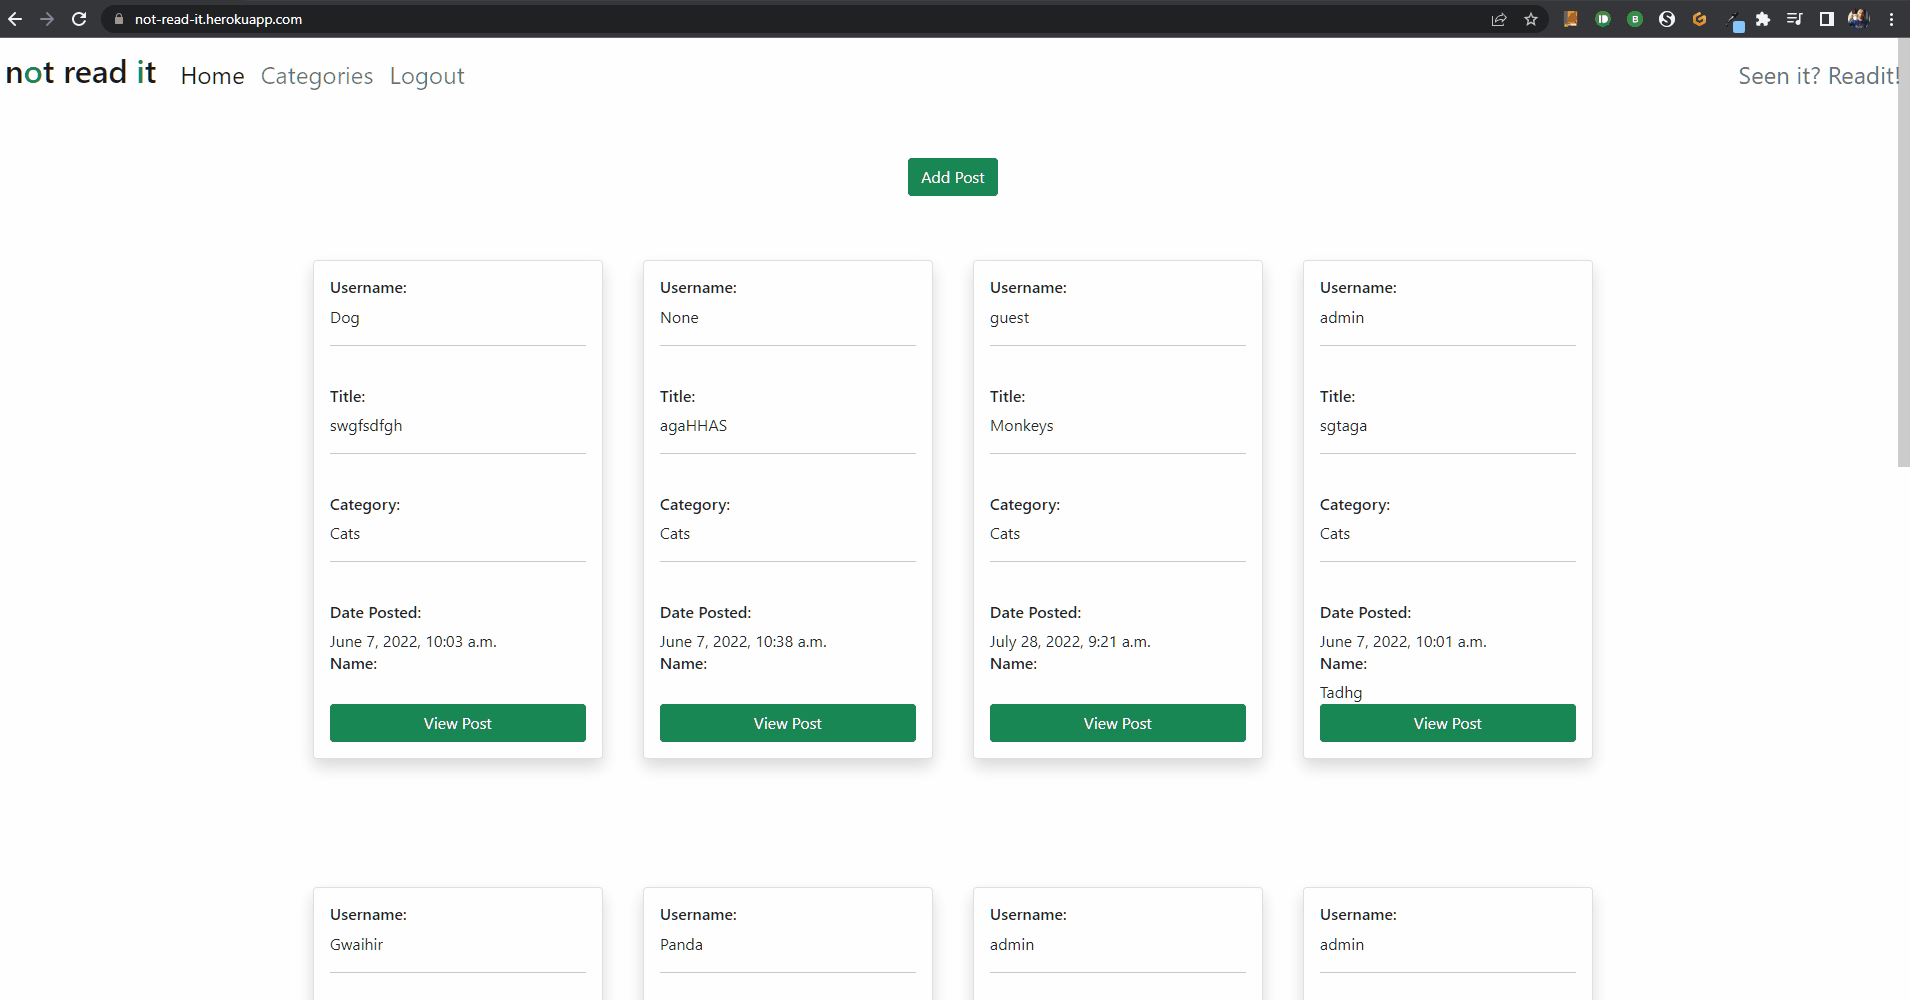 not-read-it.herokuapp.com
not read it Home Categories Logout Seen it? Readit!
Add Post
Username: Username: Username: Username:
Dog None guest admin
Title: Title: Title: Title:
swgfsdfgh agaHHAS Monkeys sgtaga
Category: Category: Category: Category:
Cats Cats Cats Cats
Date Posted: Date Posted: Date Posted: Date Posted:
June 7, 2022, 10:03 a.m. June 7, 2022, 10:38 a.m. July 28, 2022, 9:21 a.m. June 7, 2022, 10:01 a.m.
Name: Name: Name: Name:
Tadhg
View Post View Post View Post View Post
Username: Username: Username: Username:
Gwaihir Panda admin admin